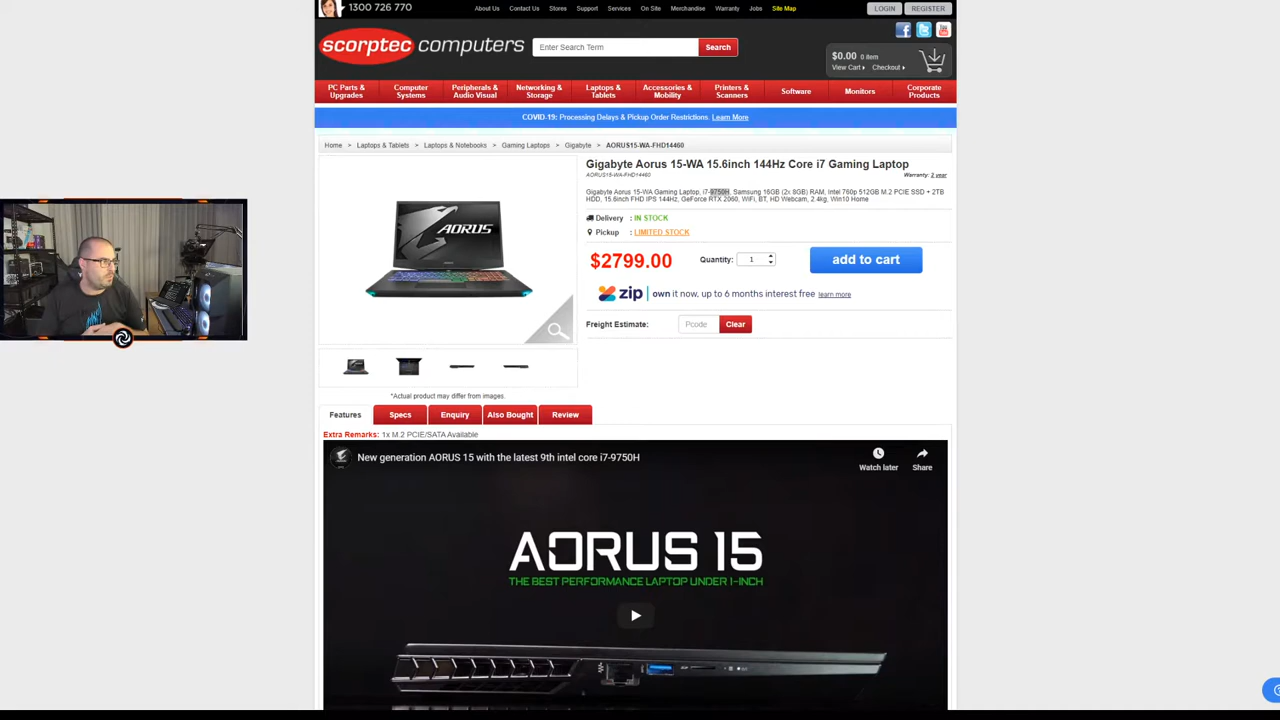 1300 726 770
About Us Contact Us Stores Support Services On Site Merchandise Warranty Jobs Site Map
LOGIN REGISTER
scorptec computers
Enter Search Term Search
$0.00 0 item
View Cart Checkout
PC Parts & Upgrades
Computer Systems
Peripherals & Audio Visual
Networking & Storage
Laptops & Tablets
Accessories & Mobility
Printers & Scanners
Software
Monitors
Corporate Products
COVID-19: Processing Delays & Pickup Order Restrictions. Learn More
Home > Laptops & Tablets > Laptops & Notebooks > Gaming Laptops > Gigabyte > AORUS15-WA-FHD14460
Gigabyte Aorus 15-WA 15.6inch 144Hz Core i7 Gaming Laptop
AORUS15-WA-FHD14460 Warranty: 2 year
Gigabyte Aorus 15-WA Gaming Laptop, i7-9750H, Samsung 16GB (2x 8GB) RAM, Intel 760p 512GB M.2 PCIE SSD + 2TB
HDD, 15.6inch FHD IPS 144Hz, GeForce RTX 2060, WiFi, BT, HD Webcam, 2.4kg, Win10 Home
Delivery : IN STOCK
Pickup : LIMITED STOCK
$2799.00 Quantity: 1 add to cart
zip own it now, up to 6 months interest free learn more
Freight Estimate: Pcode Clear
AORUS
*Actual product may differ from images.
Features Specs Enquiry Also Bought Review
Extra Remarks: 1x M.2 PCIE/SATA Available
New generation AORUS 15 with the latest 9th intel core i7-9750H
Watch later Share
AORUS 15
THE BEST PERFORMANCE LAPTOP UNDER 1-INCH